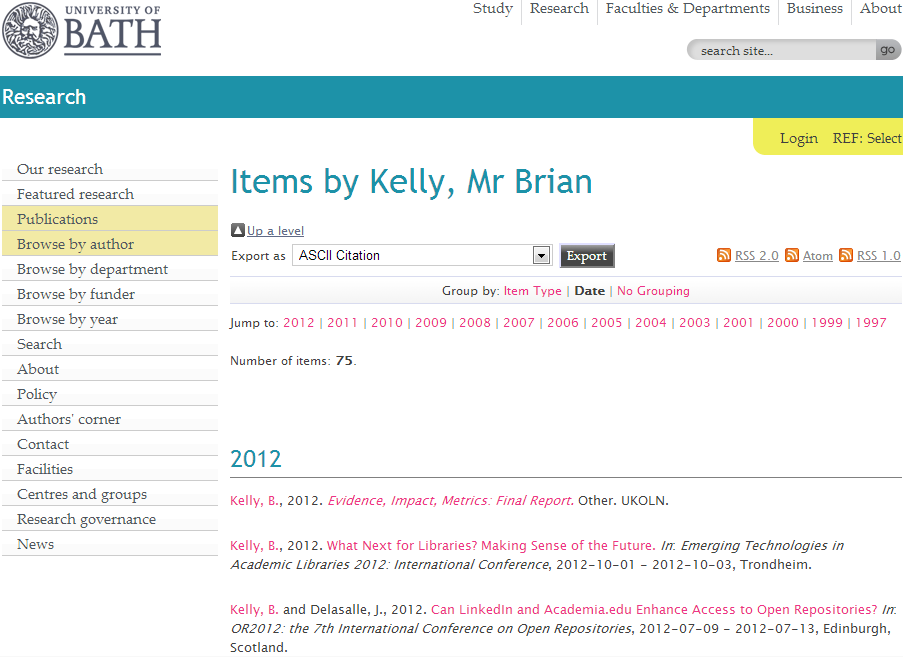 UNIVERSITY OF
BATH
Study Research Faculties & Departments Business About
search site... go
Research
Login REF: Select
Our research
Featured research
Publications
Browse by author
Browse by department
Browse by funder
Browse by year
Search
About
Policy
Authors' corner
Contact
Facilities
Centres and groups
Research governance
News
Items by Kelly, Mr Brian
Up a level
Export as ASCII Citation Export RSS 2.0 Atom RSS 1.0
Group by: Item Type | Date | No Grouping
Jump to: 2012 | 2011 | 2010 | 2009 | 2008 | 2007 | 2006 | 2005 | 2004 | 2003 | 2001 | 2000 | 1999 | 1997
Number of items: 75.
2012
Kelly, B., 2012. Evidence, Impact, Metrics: Final Report. Other. UKOLN.
Kelly, B., 2012. What Next for Libraries? Making Sense of the Future. In: Emerging Technologies in
Academic Libraries 2012: International Conference, 2012-10-01 - 2012-10-03, Trondheim.
Kelly, B. and Delasalle, J., 2012. Can LinkedIn and Academia.edu Enhance Access to Open Repositories? In:
OR2012: the 7th International Conference on Open Repositories, 2012-07-09 - 2012-07-13, Edinburgh,
Scotland.